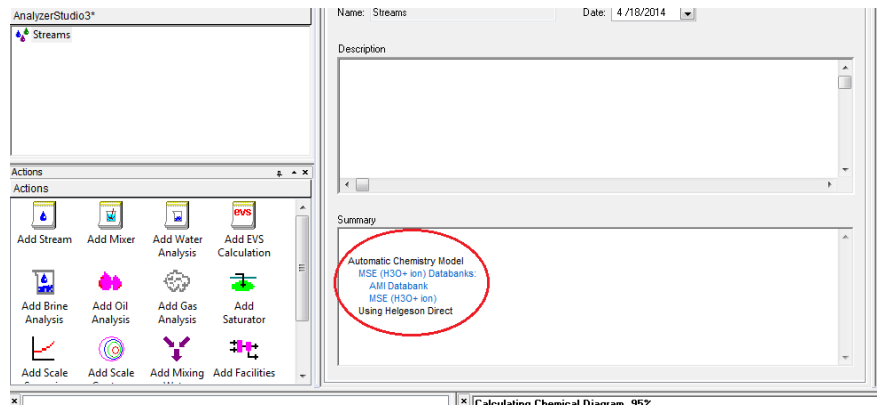 AnalyzerStudio3*
Streams
Actions
Actions
Add Stream
Add Mixer
Add Water Analysis
EVS
Add EVS Calculation
Add Brine Analysis
Add Oil Analysis
Add Gas Analysis
Add Saturator
Add Scale
Add Scale
Add Mixing
Add Facilities
Name: Streams
Date: 4 /18/2014
Description
Summary
Automatic Chemistry Model
MSE (H3O+ ion) Databanks:
AMI Databank
MSE (H3O+ ion)
Using Helgeson Direct
Calculating Chemical Diagram 95%